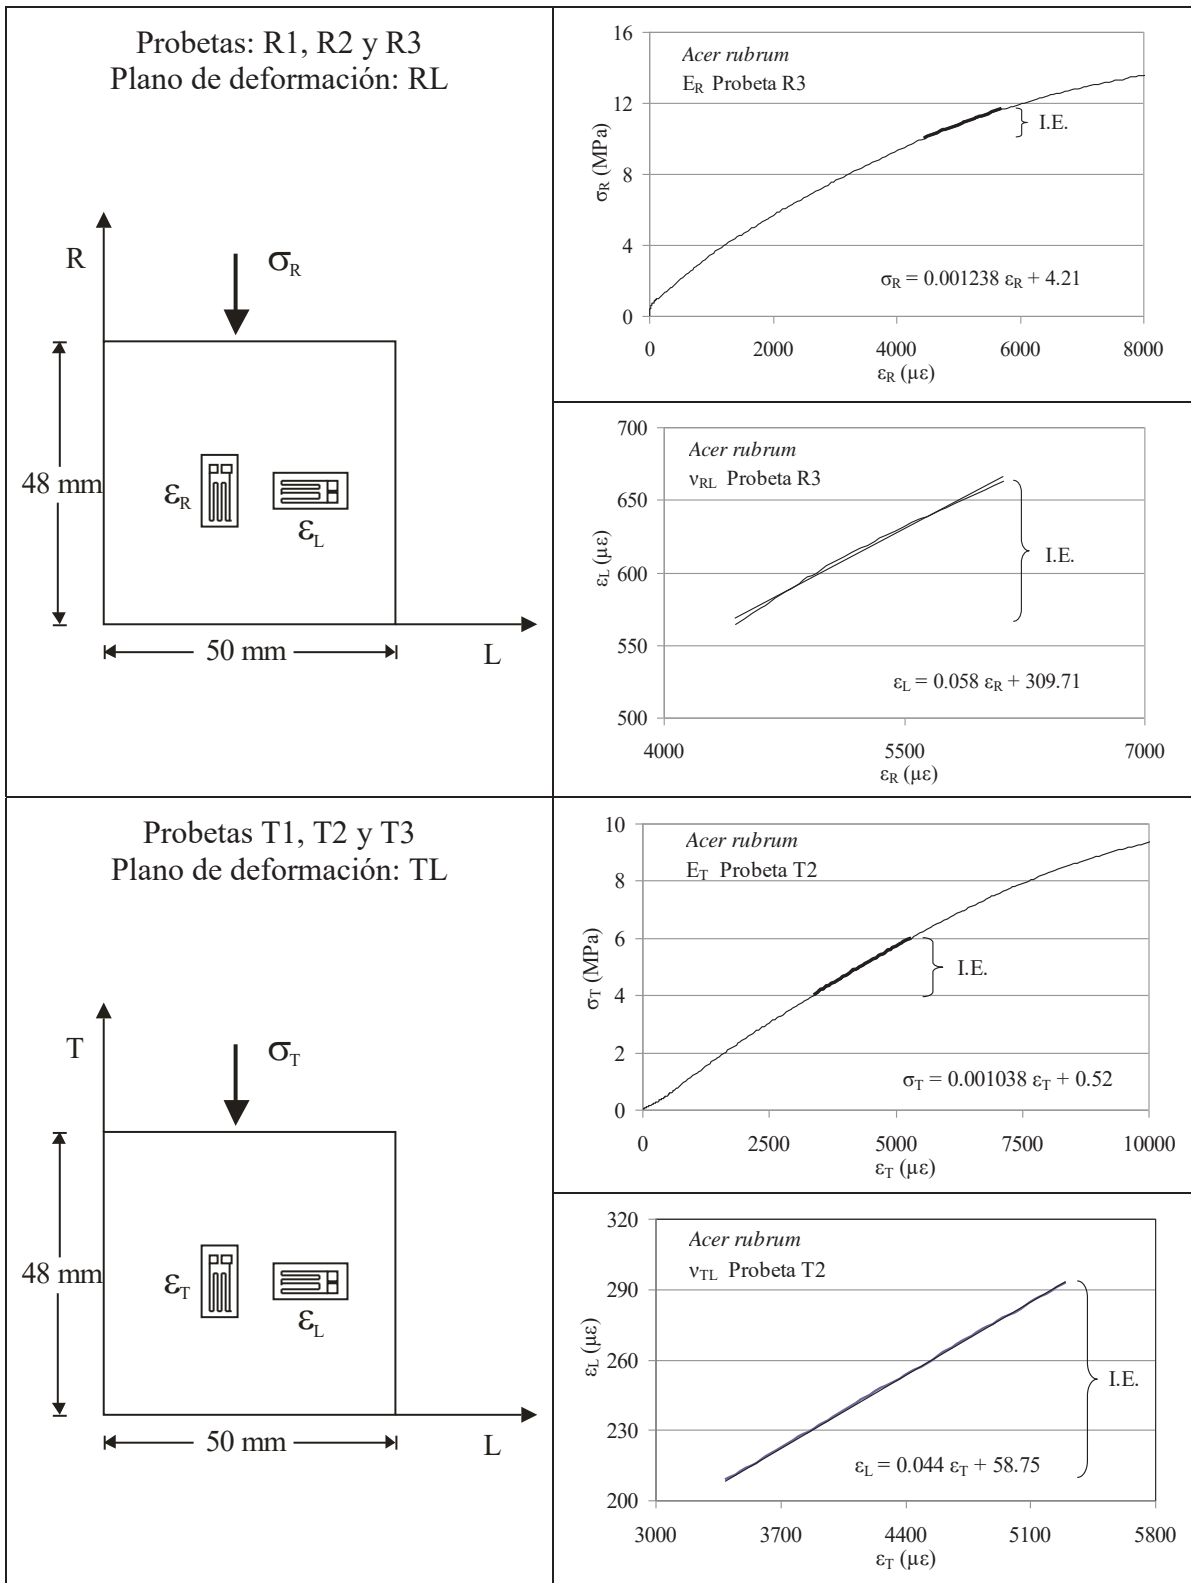 Probetas: R1, R2 y R3
Plano de deformación: RL
R
σR
48 mm
εR
εL
50 mm
L
Acer rubrum
ER Probeta R3
σR (MPa)
16
12
8
4
0
I.E.
σR = 0.001238 εR + 4.21
0 2000 4000 6000 8000
εR (µε)
Acer rubrum
νRL Probeta R3
εL (µε)
700
650
600
550
500
I.E.
εL = 0.058 εR + 309.71
4000 5500 7000
εR (µε)
Probetas T1, T2 y T3
Plano de deformación: TL
T
σT
48 mm
εT
εL
50 mm
L
Acer rubrum
ET Probeta T2
σT (MPa)
10
8
6
4
2
0
I.E.
σT = 0.001038 εT + 0.52
0 2500 5000 7500 10000
εT (µε)
Acer rubrum
νTL Probeta T2
εL (µε)
320
290
260
230
200
I.E.
εL = 0.044 εT + 58.75
3000 3700 4400 5100 5800
εT (µε)